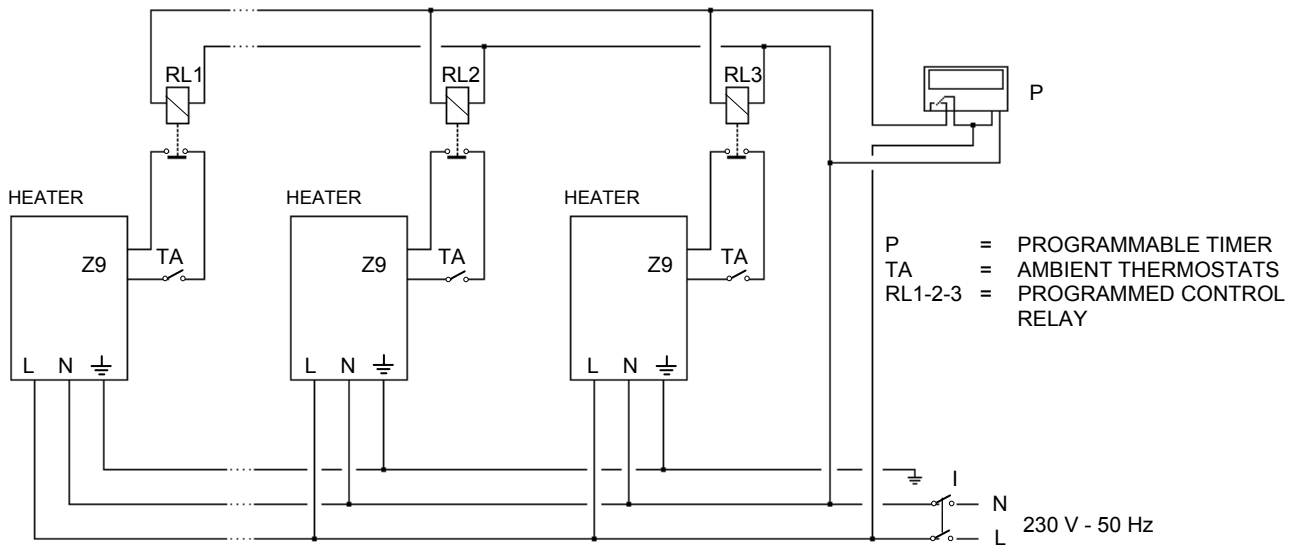 RL1 RL2 RL3 P
HEATER HEATER HEATER
Z9 TA Z9 TA Z9 TA
P = PROGRAMMABLE TIMER
TA = AMBIENT THERMOSTATS
RL1-2-3 = PROGRAMMED CONTROL
RELAY
L N L N L N
I
N
230 V - 50 Hz
L